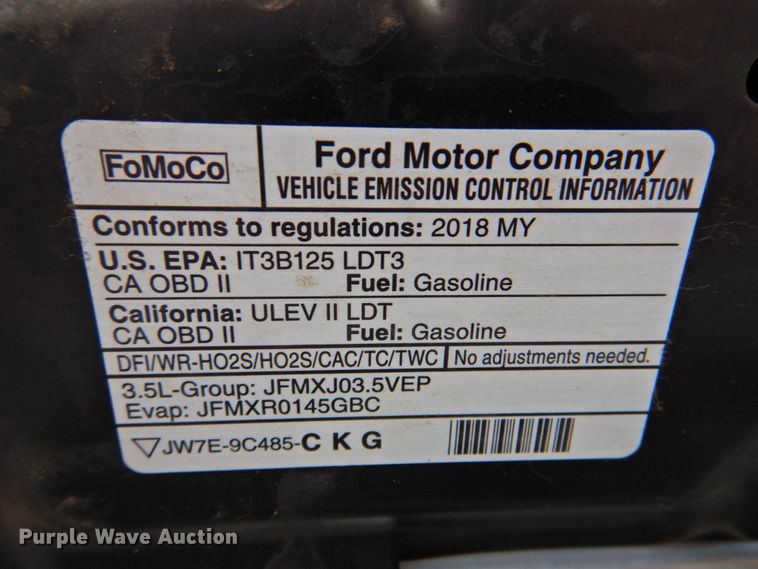 FoMoCo
Ford Motor Company
VEHICLE EMISSION CONTROL INFORMATION
Conforms to regulations: 2018 MY
U.S. EPA: IT3B125 LDT3
CA OBD II Fuel: Gasoline
California: ULEV II LDT
CA OBD II Fuel: Gasoline
DFI/WR-HO2S/HO2S/CAC/TC/TWC No adjustments needed.
3.5L-Group: JFMXJ03.5VEP
Evap: JFMXR0145GBC
JW7E-9C485-C K G
Purple Wave Auction